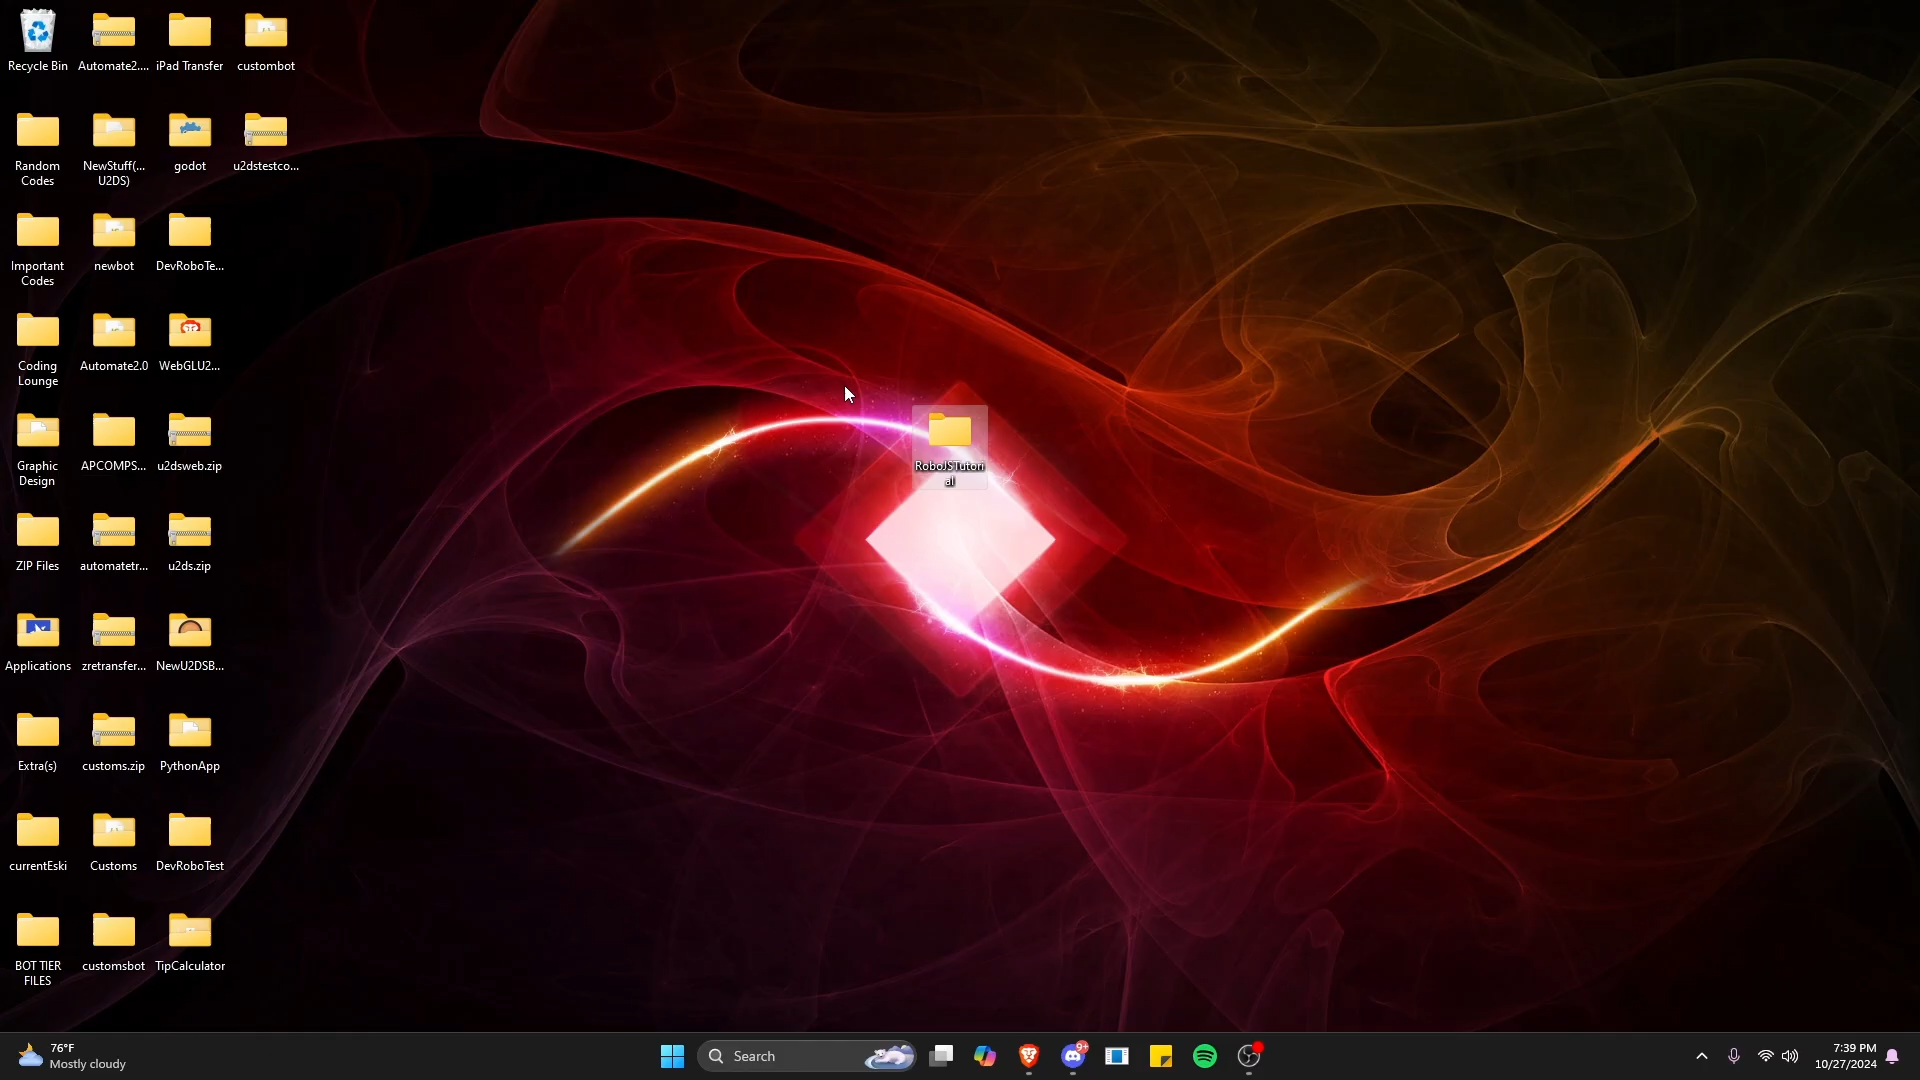 Recycle Bin
Automate2....
iPad Transfer
custombot
Random
Codes
NewStuff(...
U2DS)
godot
u2dstestco...
Important
Codes
newbot
DevRoboTe...
Coding
Lounge
Automate2.0
WebGLU2...
Graphic
Design
APCOMPS...
u2dsweb.zip
RoboJSTutori
al
ZIP Files
automatetr...
u2ds.zip
Applications
zretransfer...
NewU2DSB...
Extra(s)
customs.zip
PythonApp
currentEski
Customs
DevRoboTest
BOT TIER
FILES
customsbot
TipCalculator
76°F
Mostly cloudy
Search
9+
7:39 PM
10/27/2024